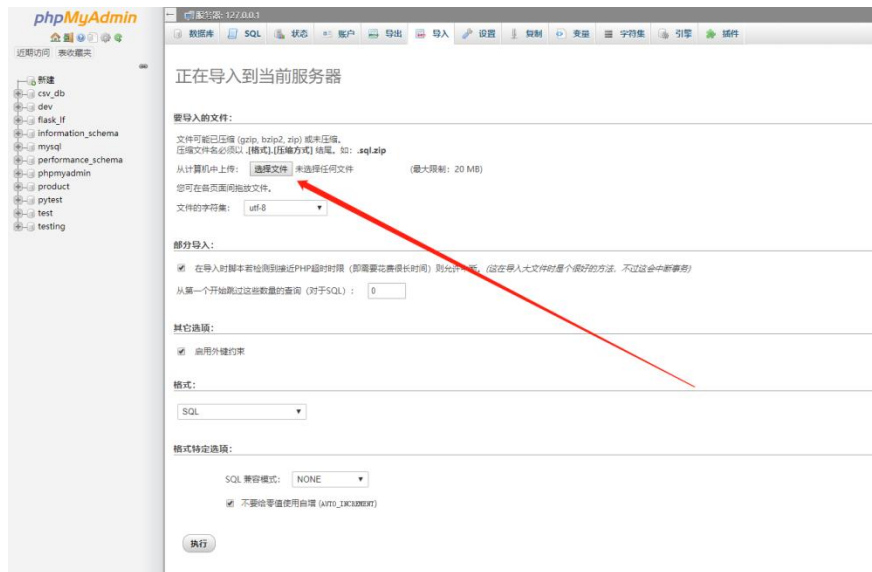 phpMyAdmin
近期访问 表收藏夹
新建
csv_db
dev
flask_lf
information_schema
mysql
performance_schema
phpmyadmin
product
pytest
test
testing
服务器: 127.0.0.1
数据库 SQL 状态 账户 导出 导入 设置 复制 变量 字符集 引擎 插件
正在导入到当前服务器
要导入的文件:
文件可能已压缩 (gzip, bzip2, zip) 或未压缩。
压缩文件名必须以 .[格式].[压缩方式] 结尾。如: .sql.zip
从计算机中上传: 选择文件 未选择任何文件 (最大限制: 20 MB)
您可在各页面间拖放文件。
文件的字符集: utf-8
部分导入:
在导入时脚本若检测到接近PHP超时时限 (即需要花费很长时间) 则允许中断。(这在导入大文件时是个很好的方法, 不过这会中断事务)
从第一个开始跳过这些数量的查询 (对于SQL) : 0
其它选项:
启用外键约束
格式:
SQL
格式特定选项:
SQL 兼容模式: NONE
不要给零值使用自增 (AUTO_INCREMENT)
执行